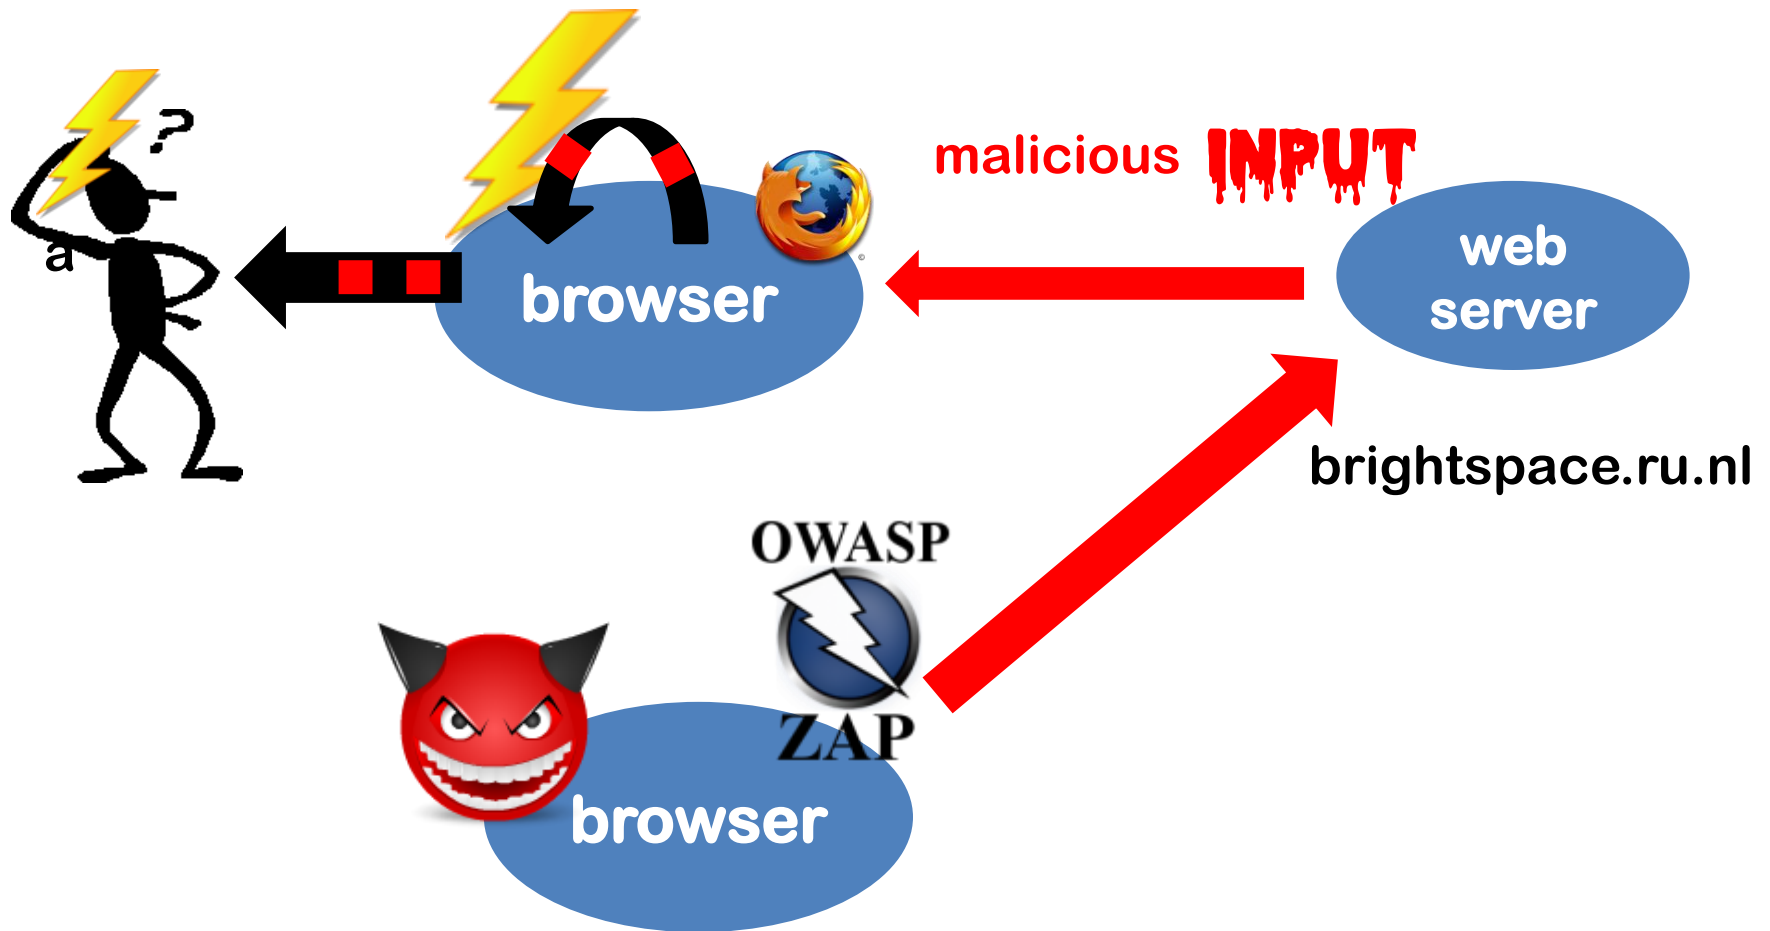 ?
malicious INPUT
a
browser
©
web
server
brightspace.ru.nl
OWASP
ZAP
browser